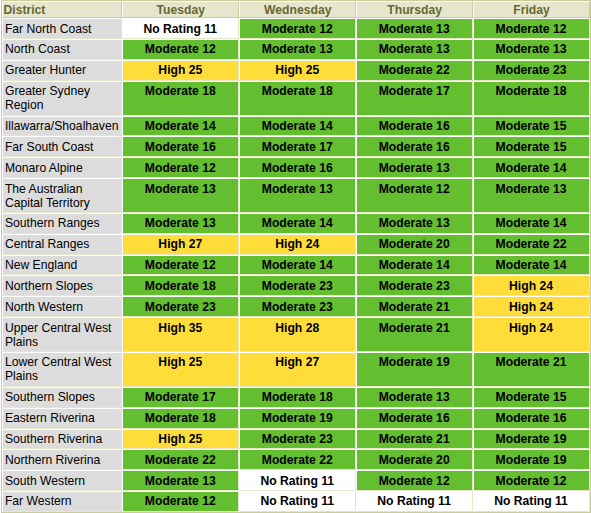 District Tuesday Wednesday Thursday Friday
Far North Coast No Rating 11 Moderate 12 Moderate 13 Moderate 12
North Coast Moderate 12 Moderate 13 Moderate 13 Moderate 13
Greater Hunter High 25 High 25 Moderate 22 Moderate 23
Greater Sydney Moderate 18 Moderate 18 Moderate 17 Moderate 18
Region
Illawarra/Shoalhaven Moderate 14 Moderate 14 Moderate 16 Moderate 15
Far South Coast Moderate 16 Moderate 17 Moderate 16 Moderate 15
Monaro Alpine Moderate 12 Moderate 16 Moderate 13 Moderate 14
The Australian Moderate 13 Moderate 13 Moderate 12 Moderate 13
Capital Territory
Southern Ranges Moderate 13 Moderate 14 Moderate 13 Moderate 14
Central Ranges High 27 High 24 Moderate 20 Moderate 22
New England Moderate 12 Moderate 14 Moderate 14 Moderate 14
Northern Slopes Moderate 18 Moderate 23 Moderate 23 High 24
North Western Moderate 23 Moderate 23 Moderate 21 High 24
Upper Central West High 35 High 28 Moderate 21 High 24
Plains
Lower Central West High 25 High 27 Moderate 19 Moderate 21
Plains
Southern Slopes Moderate 17 Moderate 18 Moderate 13 Moderate 15
Eastern Riverina Moderate 18 Moderate 19 Moderate 16 Moderate 16
Southern Riverina High 25 Moderate 23 Moderate 21 Moderate 19
Northern Riverina Moderate 22 Moderate 22 Moderate 20 Moderate 19
South Western Moderate 13 No Rating 11 Moderate 12 Moderate 12
Far Western Moderate 12 No Rating 11 No Rating 11 No Rating 11